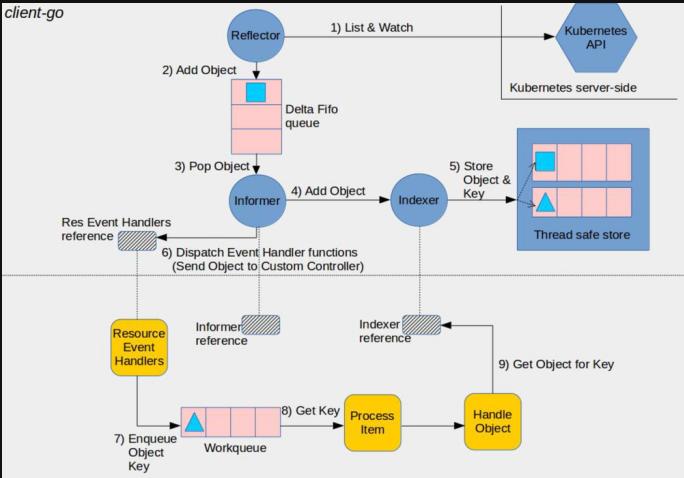 client-go
Reflector
1) List & Watch
Kubernetes
API
Kubernetes server-side
2) Add Object
Delta Fifo
queue
3) Pop Object
Informer
4) Add Object
Indexer
5) Store
Object &
Key
Thread safe store
Res Event Handlers
reference
6) Dispatch Event Handler functions
(Send Object to Custom Controller)
Resource
Event
Handlers
Informer
reference
Indexer
reference
9) Get Object for Key
7) Enqueue
Object
Key
Workqueue
8) Get Key
Process
Item
Handle
Object